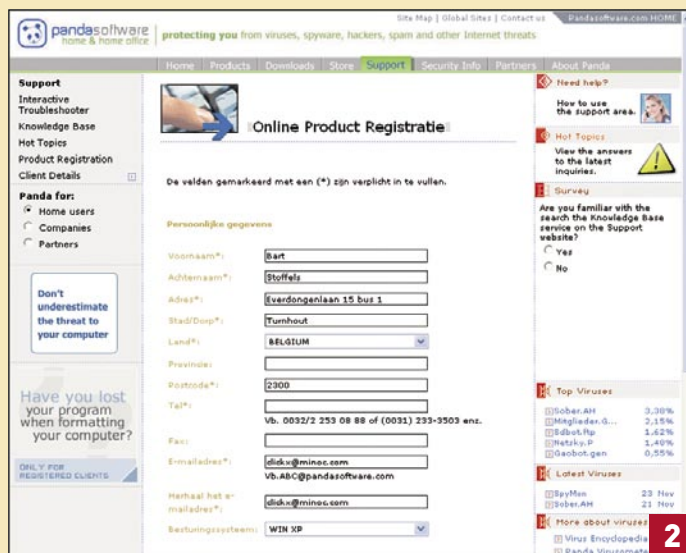 Site Map | Global Sites | Contact us
Pandasoftware.com HOME
pandasoftware
home & home office
protecting you from viruses, spyware, hackers, spam and other Internet threats
Home Products Downloads Store Support Security Info Partners About Panda
Support
Interactive
Troubleshooter
Knowledge Base
Hot Topics
Product Registration
Client Details
Panda for:
Home users
Companies
Partners
Don't
underestimate
the threat to
your computer
Have you lost
your program
when formatting
your computer?
ONLY FOR
REGISTERED CLIENTS
Online Product Registratie
De velden gemarkeerd met een (*) zijn verplicht in te vullen.
Persoonlijke gegevens
Voornaam*: Bart
Achternaam*: Stoffels
Adres*: Everdongenlaan 15 bus 1
Stad/Dorp*: Turnhout
Land*: BELGIUM
Provincie:
Postcode*: 2300
Tel*:
Vb. 0032/2 253 08 88 of (0031) 233-3503 enz.
Fax:
E-mailadres*: clickx@minoc.com
Vb.ABC@pandasoftware.com
Herhaal het e-
mailadres*: clickx@minoc.com
Besturingssysteem: WIN XP
Need help?
How to use
the support area.
Hot Topics
View the answers
to the latest
inquiries.
Survey
Are you familiar with the
search the Knowledge Base
service on the Support
website?
Yes
No
Top Viruses
Sober.AH 3,38%
Mitglieder.G... 2,15%
Sdbot.ftp 1,62%
Netsky.P 1,48%
Gaobot.gen 0,55%
Latest Viruses
SpyMon 23 Nov
Sober.AH 21 Nov
More about viruses
Virus Encyclopedia
Panda Virusometer
2